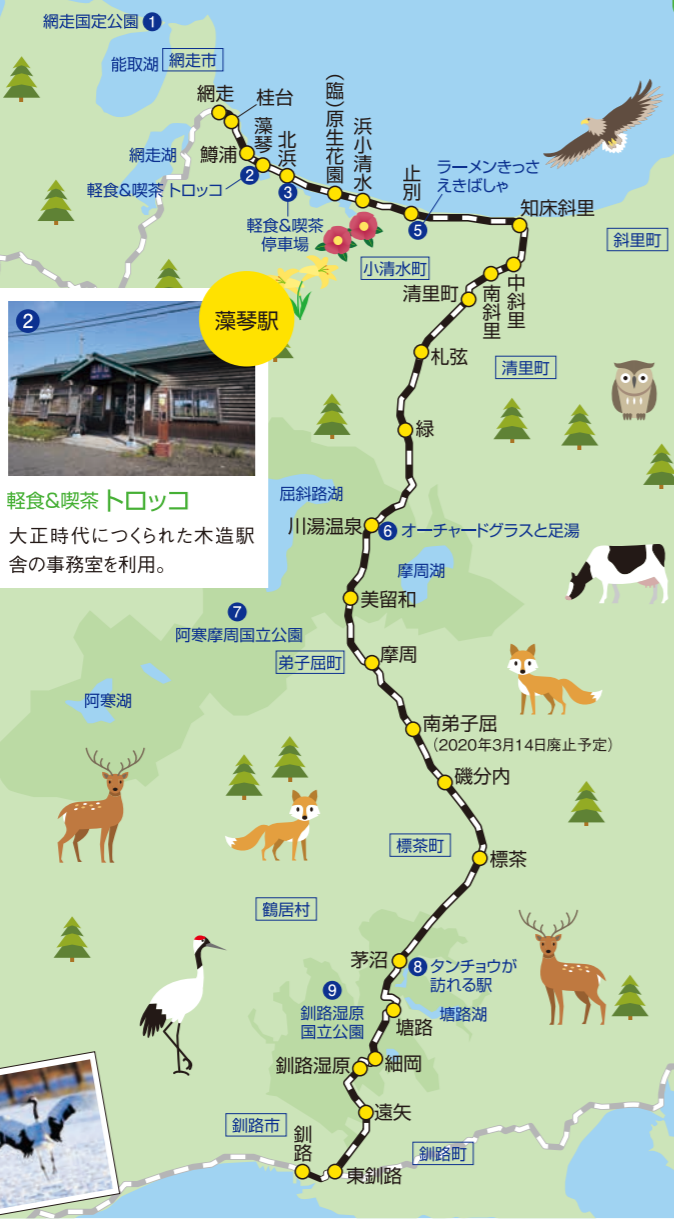 網走国定公園 1
能取湖
網走市
網走
桂台
鱒浦
藻琴
北浜
(臨)原生花園
浜小清水
止別
ラーメンきっさ
えきばしゃ
5
知床斜里
斜里町
網走湖
軽食&喫茶 トロッコ
2
3
軽食&喫茶
停車場
小清水町
中斜里
南斜里
清里町
札弦
清里町
緑
2
藻琴駅
軽食&喫茶 トロッコ
大正時代につくられた木造駅
舎の事務室を利用。
屈斜路湖
川湯温泉
6 オーチャードグラスと足湯
摩周湖
美留和
7
阿寒摩周国立公園
弟子屈町
摩周
阿寒湖
南弟子屈
(2020年3月14日廃止予定)
磯分内
標茶町
標茶
鶴居村
茅沼
8 タンチョウが
訪れる駅
9
釧路湿原
国立公園
塘路湖
塘路
釧路湿原
細岡
遠矢
釧路市
釧路
東釧路
釧路町